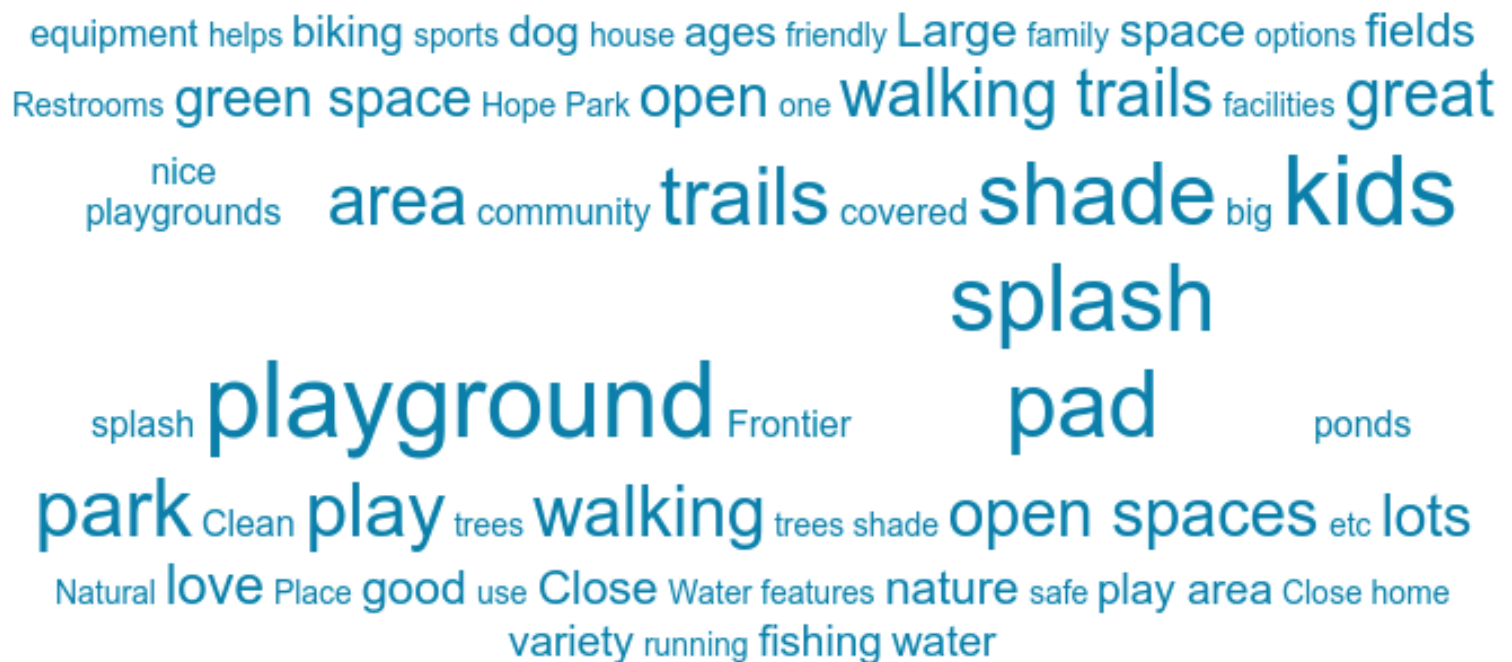 equipment helps biking sports dog house ages friendly Large family space options fields
Restrooms green space Hope Park open one walking trails facilities great
nice
playgrounds area community trails covered shade big kids
splash
splash playground Frontier pad ponds
park Clean play trees walking trees shade open spaces etc lots
Natural love Place good use Close Water features nature safe play area Close home
variety running fishing water